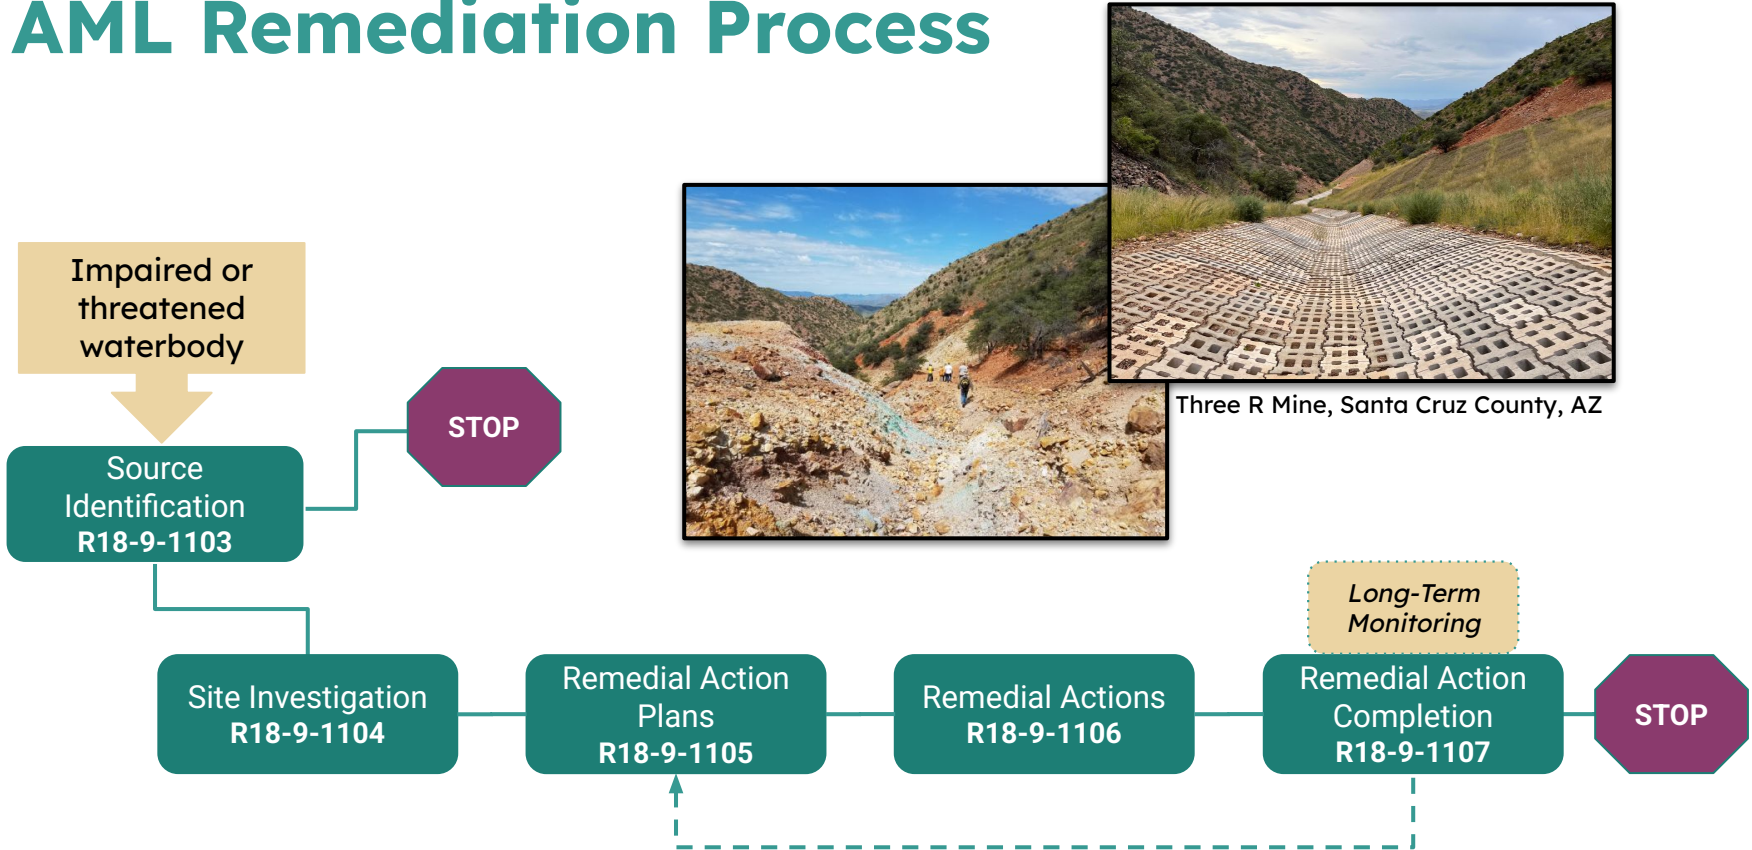 AML Remediation Process
Impaired or
threatened
waterbody
STOP
Three R Mine, Santa Cruz County, AZ
Source
Identification
R18-9-1103
Long-Term
Monitoring
Site Investigation
R18-9-1104
Remedial Action
Plans
R18-9-1105
Remedial Actions
R18-9-1106
Remedial Action
Completion
R18-9-1107
STOP